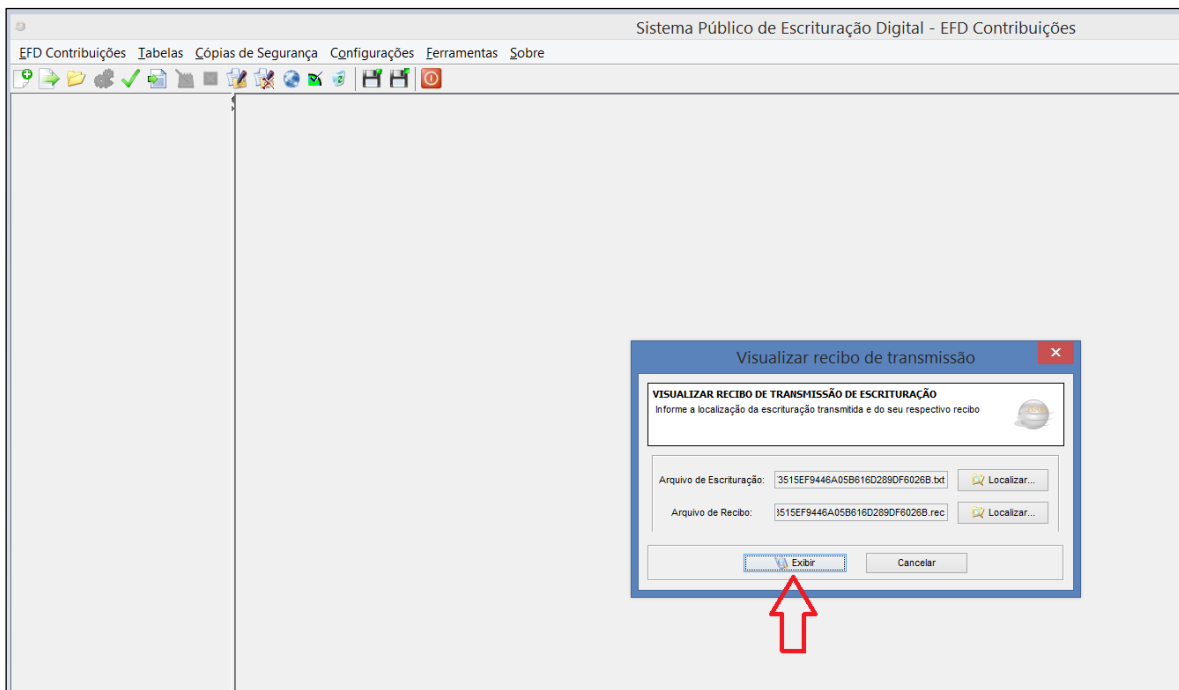 Sistema Público de Escrituração Digital - EFD Contribuições
EFD Contribuições Tabelas Cópias de Segurança Configurações Ferramentas Sobre
Visualizar recibo de transmissão
VISUALIZAR RECIBO DE TRANSMISSÃO DE ESCRITURAÇÃO
Informe a localização da escrituração transmitida e do seu respectivo recibo
Arquivo de Escrituração: 3515EF9446A05B616D289DF6026B.txt Localizar...
Arquivo de Recibo: 3515EF9446A05B616D289DF6026B.rec Localizar...
Exibir Cancelar